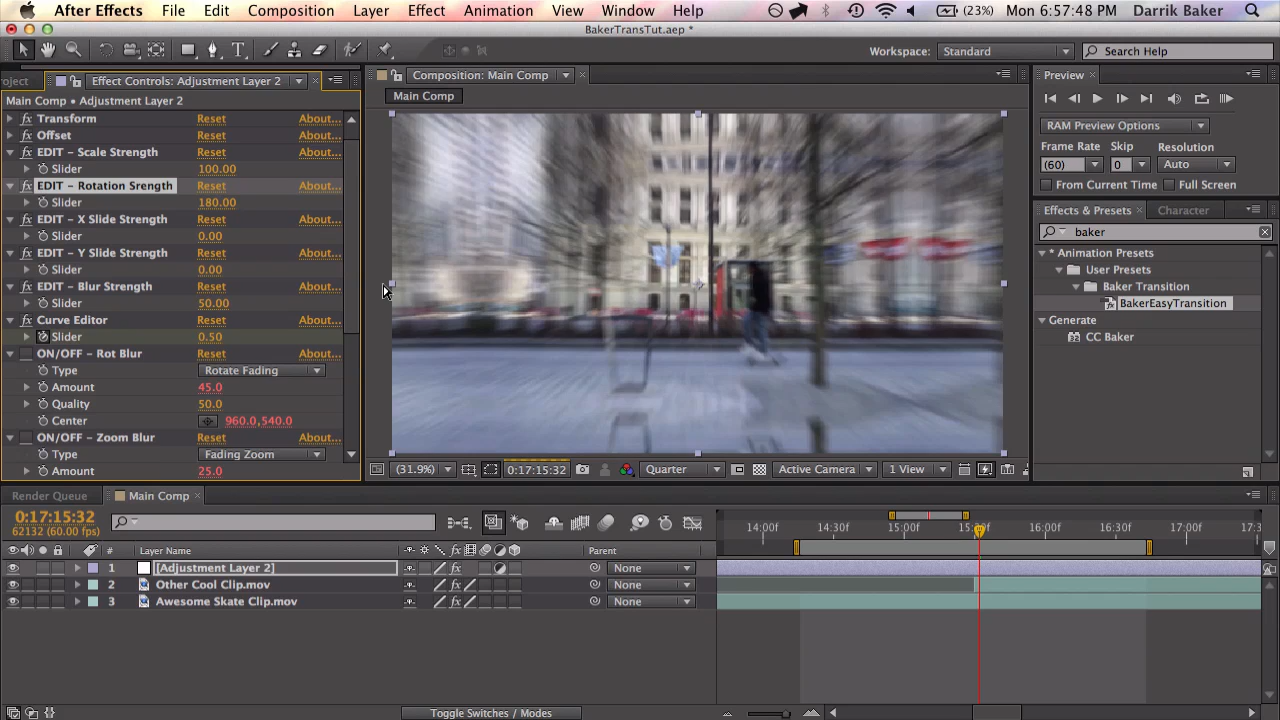 After Effects File Edit Composition Layer Effect Animation View Window Help (23%) Mon 6:57:48 PM Darrik Baker
BakerTransTut.aep *
Workspace: Standard Search Help
oject Effect Controls: Adjustment Layer 2 Composition: Main Comp Preview
Main Comp • Adjustment Layer 2 Main Comp
Transform Reset About...
Offset Reset About...
EDIT – Scale Strength Reset About...
Slider 100.00
EDIT – Rotation Srength Reset About...
Slider 180.00
EDIT – X Slide Strength Reset About...
Slider 0.00
EDIT – Y Slide Strength Reset About...
Slider 0.00
EDIT – Blur Strength Reset About...
Slider 50.00
Curve Editor Reset About...
Slider 0.50
ON/OFF – Rot Blur Reset About...
Type Rotate Fading
Amount 45.0
Quality 50.0
Center 960.0,540.0
ON/OFF – Zoom Blur Reset About...
Type Fading Zoom
Amount 25.0
RAM Preview Options
Frame Rate Skip Resolution
(60) 0 Auto
From Current Time Full Screen
Effects & Presets Character
baker
* Animation Presets
User Presets
Baker Transition
BakerEasyTransition
Generate
CC Baker
(31.9%) 0:17:15:32 Quarter Active Camera 1 View
Render Queue Main Comp
0:17:15:32
62132 (60.00 fps)
14:00f 14:30f 15:00f 16:00f 16:30f 17:00f 17:3
# Layer Name Parent
1 [Adjustment Layer 2] None
2 Other Cool Clip.mov None
3 Awesome Skate Clip.mov None
Toggle Switches / Modes